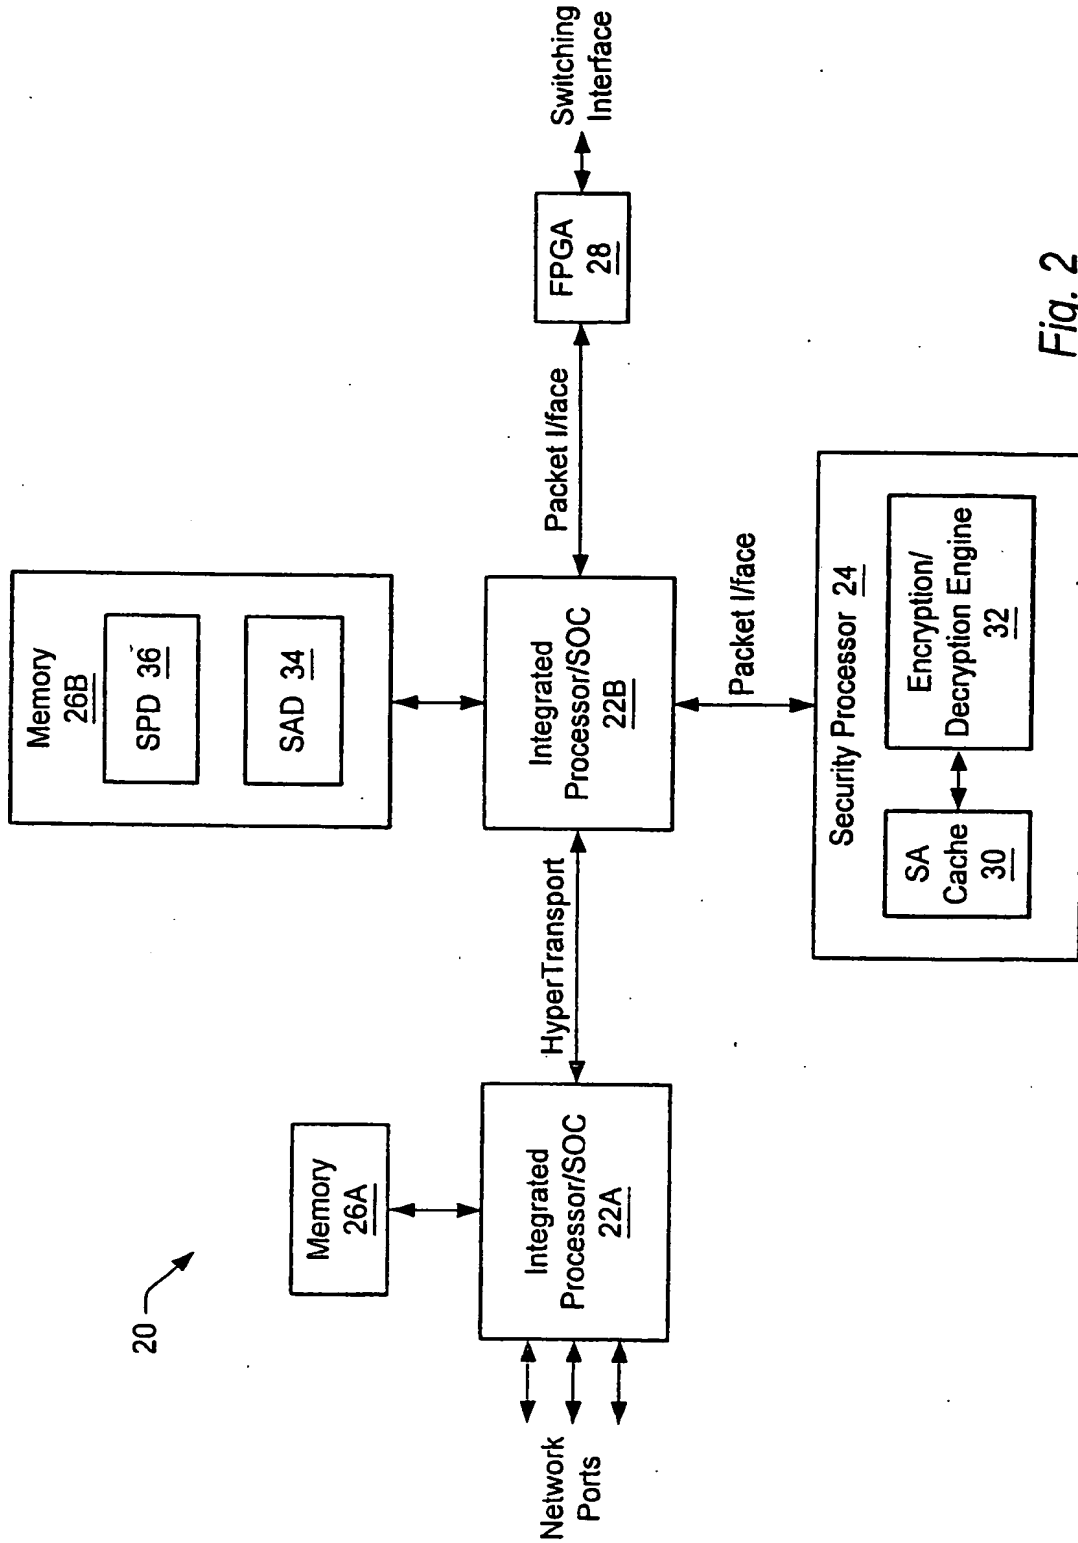 20
Memory
26A
Memory
26B
SPD 36
SAD 34
Network
Ports
Integrated
Processor/SOC
22A
HyperTransport
Integrated
Processor/SOC
22B
Packet I/face
FPGA
28
Switching
Interface
Packet I/face
Security Processor 24
SA
Cache
30
Encryption/
Decryption Engine
32
Fig. 2